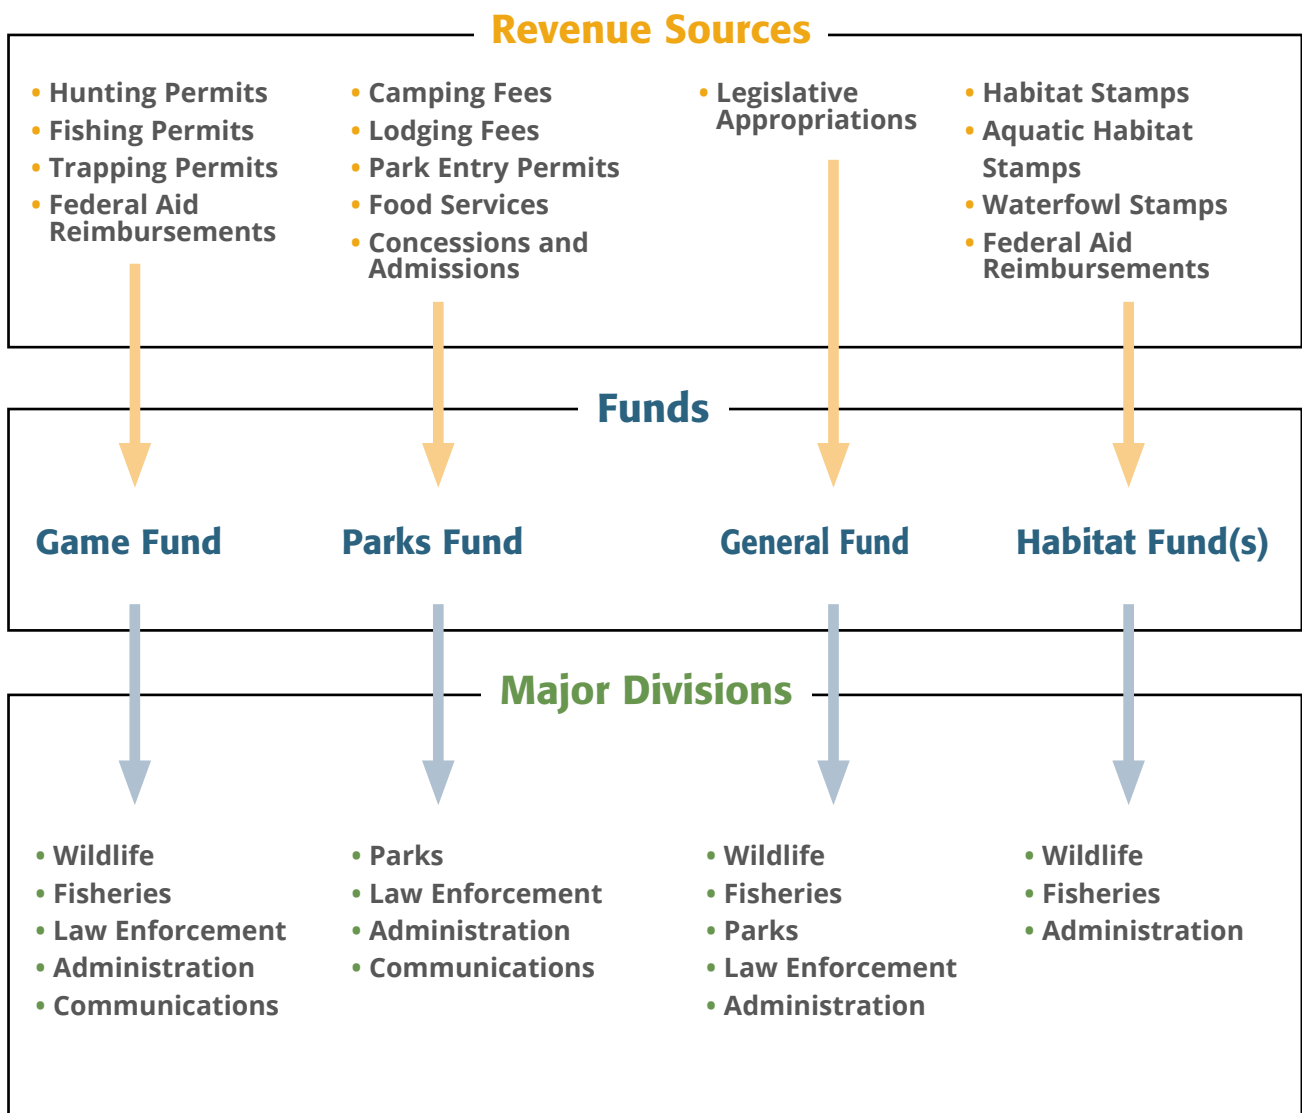 Revenue Sources
• Hunting Permits
• Fishing Permits
• Trapping Permits
• Federal Aid
Reimbursements
• Camping Fees
• Lodging Fees
• Park Entry Permits
• Food Services
• Concessions and
Admissions
• Legislative
Appropriations
• Habitat Stamps
• Aquatic Habitat
Stamps
• Waterfowl Stamps
• Federal Aid
Reimbursements
Funds
Game Fund
Parks Fund
General Fund
Habitat Fund(s)
Major Divisions
• Wildlife
• Fisheries
• Law Enforcement
• Administration
• Communications
• Parks
• Law Enforcement
• Administration
• Communications
• Wildlife
• Fisheries
• Parks
• Law Enforcement
• Administration
• Wildlife
• Fisheries
• Administration